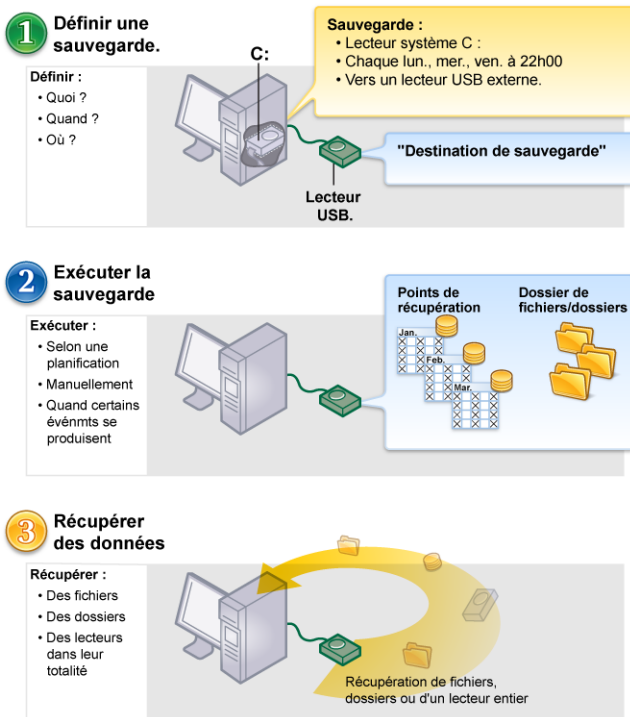 1
Définir une
sauvegarde.
Définir :
• Quoi ?
• Quand ?
• Où ?
C:
Sauvegarde :
• Lecteur système C :
• Chaque lun., mer., ven. à 22h00
• Vers un lecteur USB externe.
"Destination de sauvegarde"
Lecteur
USB.
2
Exécuter la
sauvegarde
Exécuter :
• Selon une
planification
• Manuellement
• Quand certains
événmts se
produisent
Points de
récupération
Jan.
Feb.
Mar.
Dossier de
fichiers/dossiers
3
Récupérer
des données
Récupérer :
• Des fichiers
• Des dossiers
• Des lecteurs
dans leur
totalité
Récupération de fichiers,
dossiers ou d'un lecteur entier